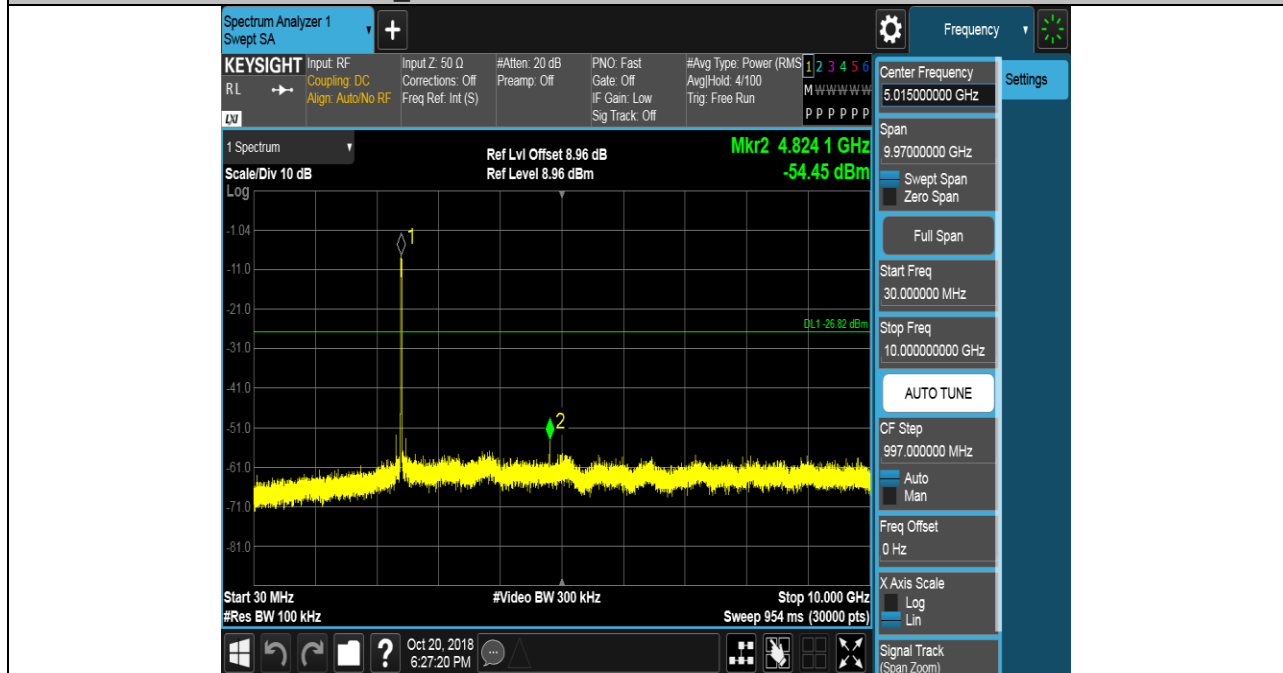 Spectrum Analyzer 1
Swept SA
+
Frequency
KEYSIGHT
RL
LXI
Input: RF
Coupling: DC
Align: Auto/No RF
Input Z: 50 Ω
Corrections: Off
Freq Ref: Int (S)
#Atten: 20 dB
Preamp: Off
PNO: Fast
Gate: Off
IF Gain: Low
Sig Track: Off
#Avg Type: Power (RMS
Avg|Hold: 4/100
Trig: Free Run
1 2 3 4 5 6
M W W W W W
P P P P P P
1 Spectrum
Scale/Div 10 dB
Ref Lvl Offset 8.96 dB
Ref Level 8.96 dBm
Mkr2 4.824 1 GHz
-54.45 dBm
Log
-1.04
-11.0
-21.0
-31.0
-41.0
-51.0
-61.0
-71.0
-81.0
1
2
DL1 -26.82 dBm
Start 30 MHz
#Res BW 100 kHz
#Video BW 300 kHz
Stop 10.000 GHz
Sweep 954 ms (30000 pts)
?
Oct 20, 2018
6:27:20 PM
Center Frequency
5.015000000 GHz
Settings
Span
9.97000000 GHz
Swept Span
Zero Span
Full Span
Start Freq
30.000000 MHz
Stop Freq
10.000000000 GHz
AUTO TUNE
CF Step
997.000000 MHz
Auto
Man
Freq Offset
0 Hz
X Axis Scale
Log
Lin
Signal Track
(Span Zoom)